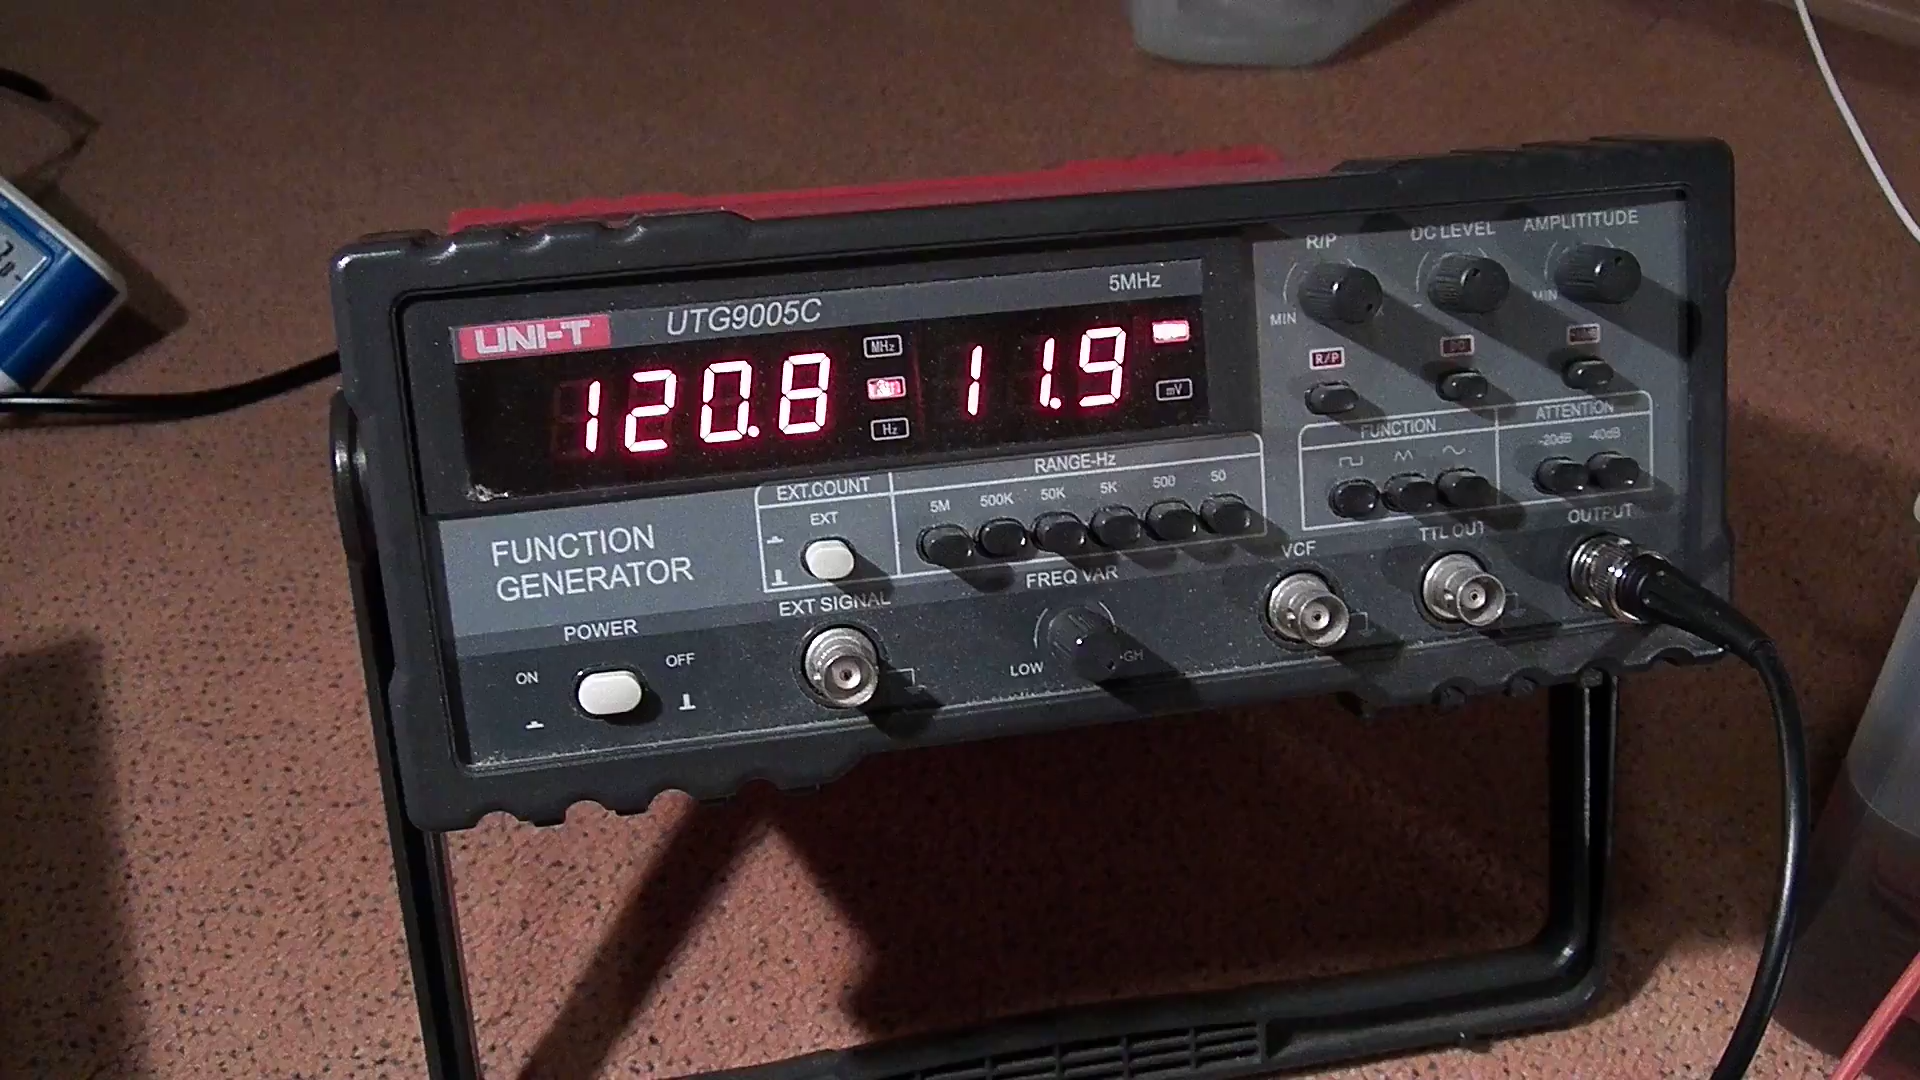 UNI-T
UTG9005C
5MHz
120.8
MHz
Hz
11.9
mV
R/P
DC LEVEL
AMPLITITUDE
MIN
MIN
R/P
DC
FUNCTION
ATTENTION
-20dB
-40dB
EXT.COUNT
EXT
RANGE-Hz
5M
500K
50K
5K
500
50
FUNCTION
GENERATOR
POWER
ON
OFF
EXT SIGNAL
FREQ VAR
LOW
VCF
TTL OUT
OUTPUT